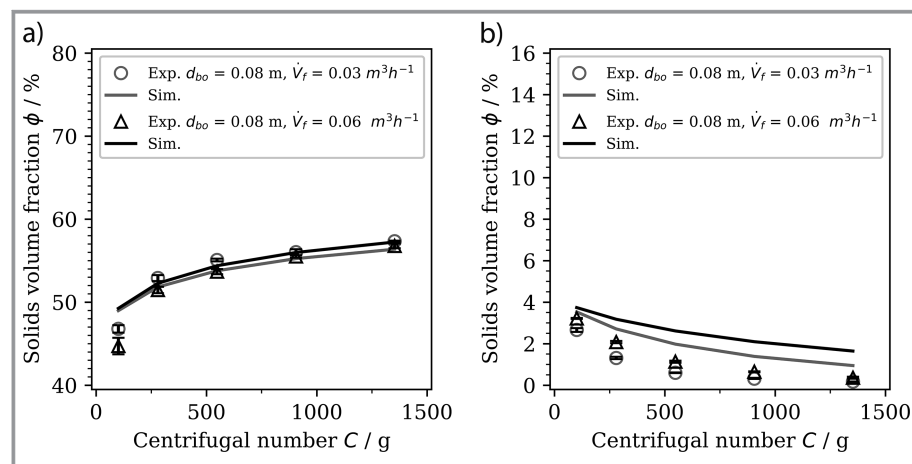 a)
80
70
60
50
40
Solids volume fraction ϕ / %
Exp. d_bo = 0.08 m, V̇_f = 0.03 m³h⁻¹
Sim.
Exp. d_bo = 0.08 m, V̇_f = 0.06 m³h⁻¹
Sim.
0 500 1000 1500
Centrifugal number C / g
b)
16
14
12
10
8
6
4
2
0
Solids volume fraction ϕ / %
Exp. d_bo = 0.08 m, V̇_f = 0.03 m³h⁻¹
Sim.
Exp. d_bo = 0.08 m, V̇_f = 0.06 m³h⁻¹
Sim.
0 500 1000 1500
Centrifugal number C / g